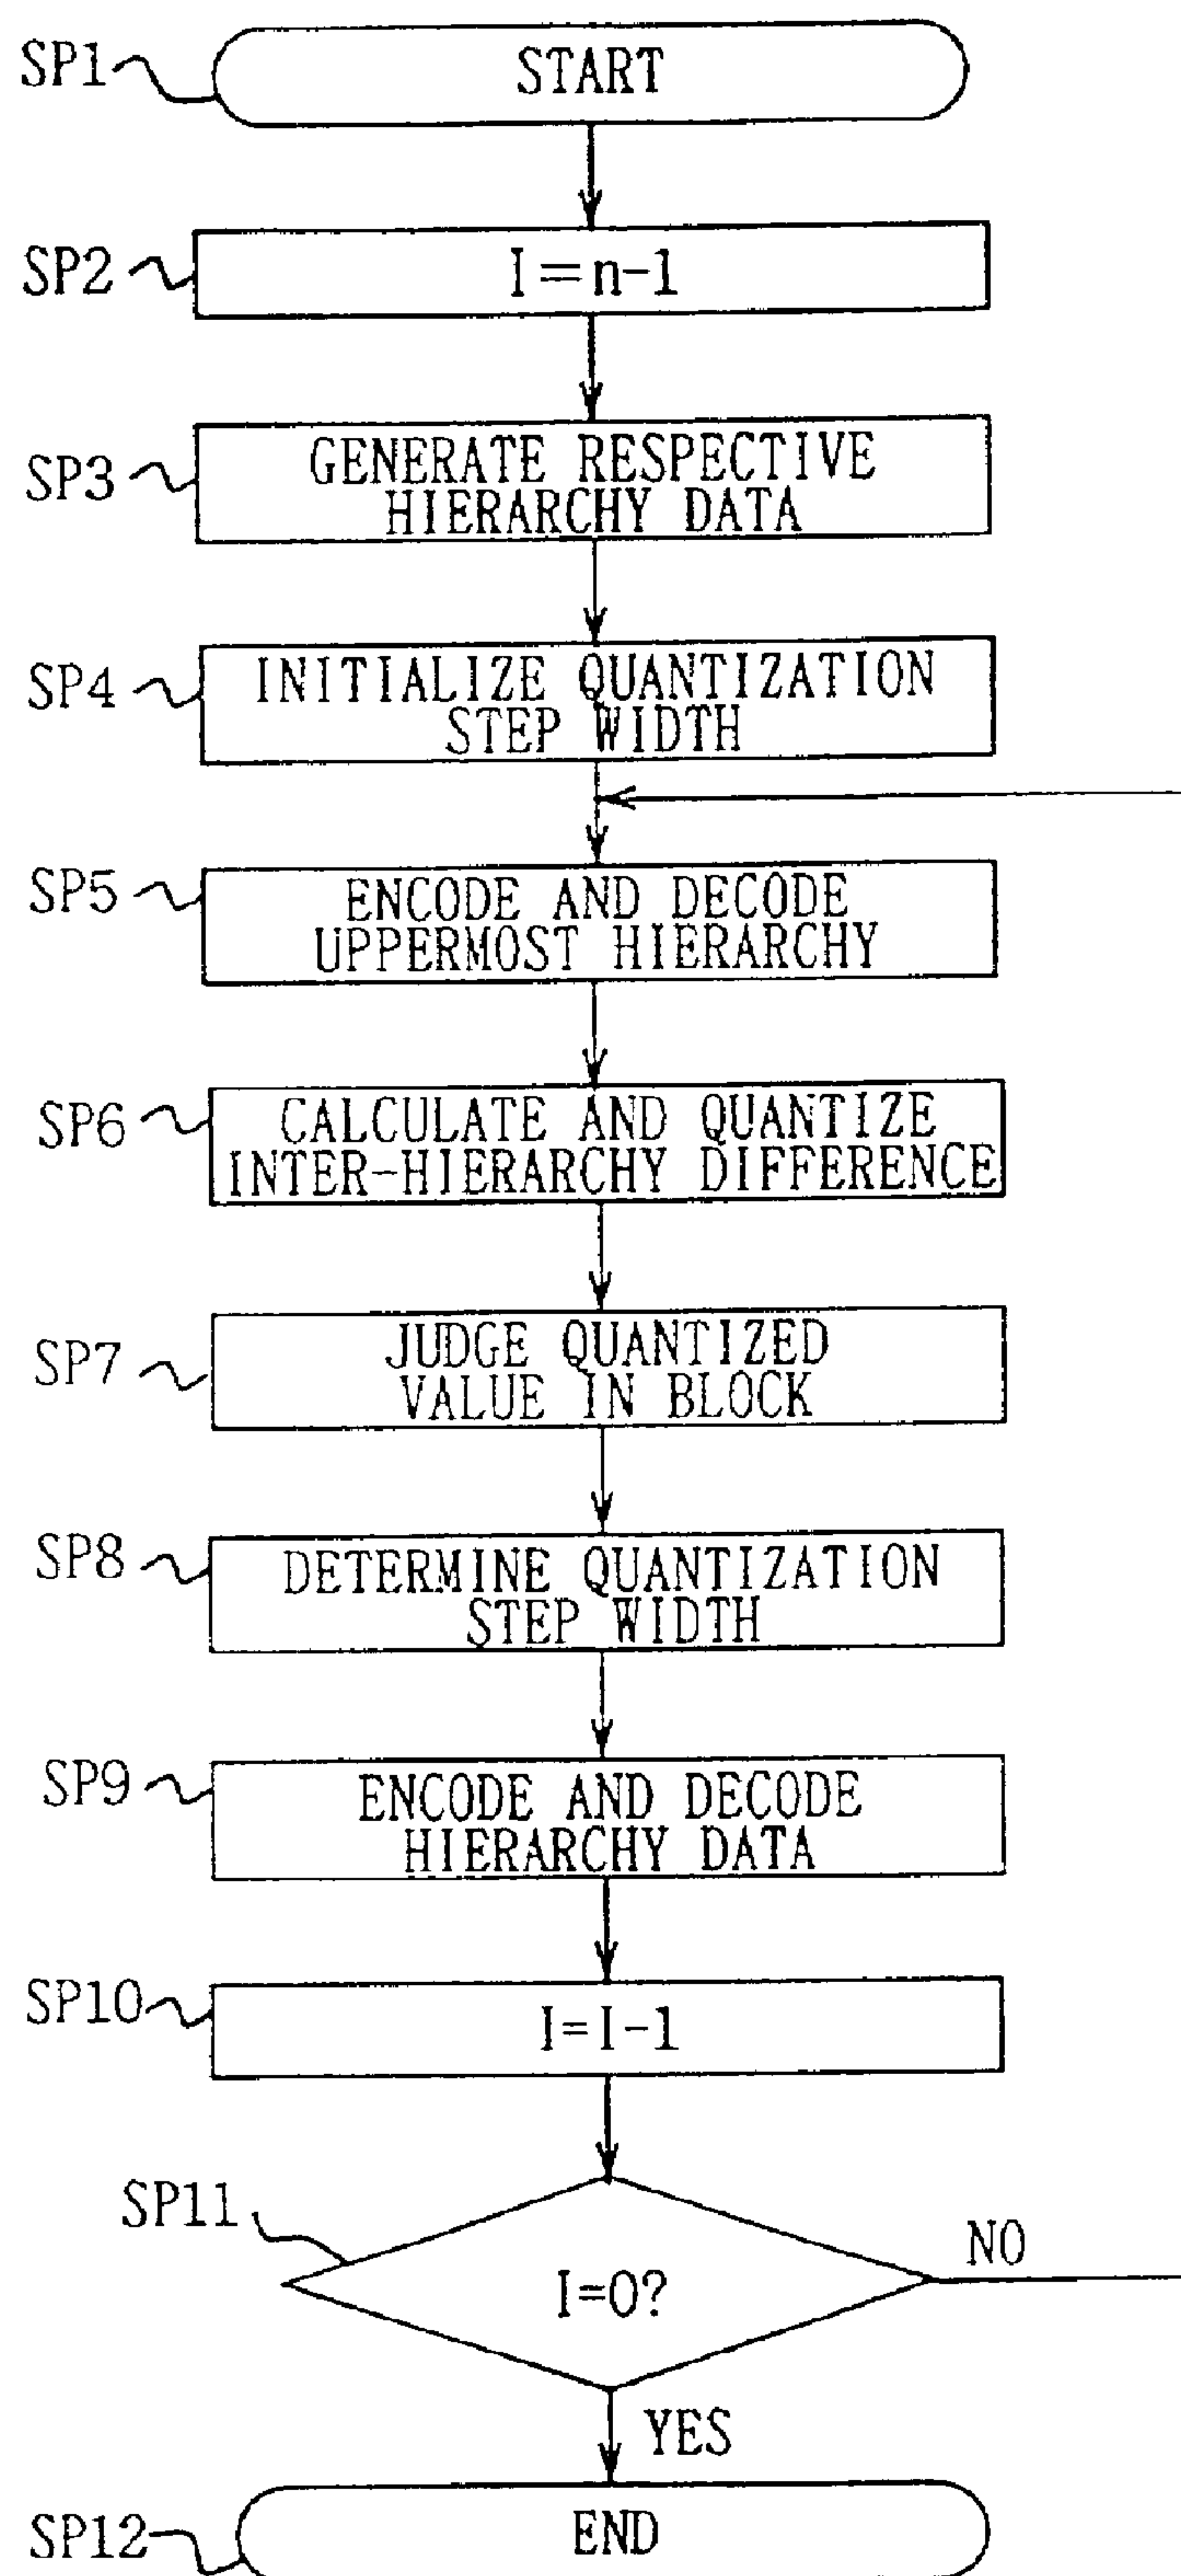 SP1
START
SP2
I=n-1
SP3
GENERATE RESPECTIVE
HIERARCHY DATA
SP4
INITIALIZE QUANTIZATION
STEP WIDTH
SP5
ENCODE AND DECODE
UPPERMOST HIERARCHY
SP6
CALCULATE AND QUANTIZE
INTER-HIERARCHY DIFFERENCE
SP7
JUDGE QUANTIZED
VALUE IN BLOCK
SP8
DETERMINE QUANTIZATION
STEP WIDTH
SP9
ENCODE AND DECODE
HIERARCHY DATA
SP10
I=I-1
SP11
I=0?
NO
YES
SP12
END